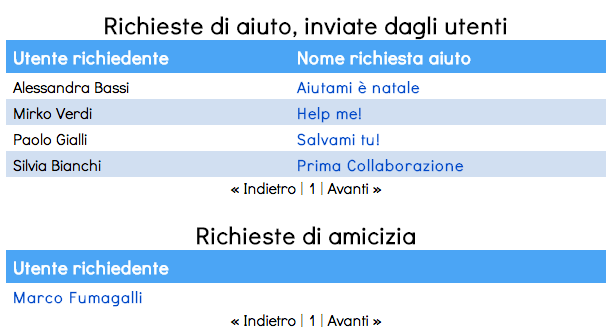 Richieste di aiuto, inviate dagli utenti
Utente richiedente Nome richiesta aiuto
Alessandra Bassi Aiutami è natale
Mirko Verdi Help me!
Paolo Gialli Salvami tu!
Silvia Bianchi Prima Collaborazione
« Indietro | 1 | Avanti »
Richieste di amicizia
Utente richiedente
Marco Fumagalli
« Indietro | 1 | Avanti »